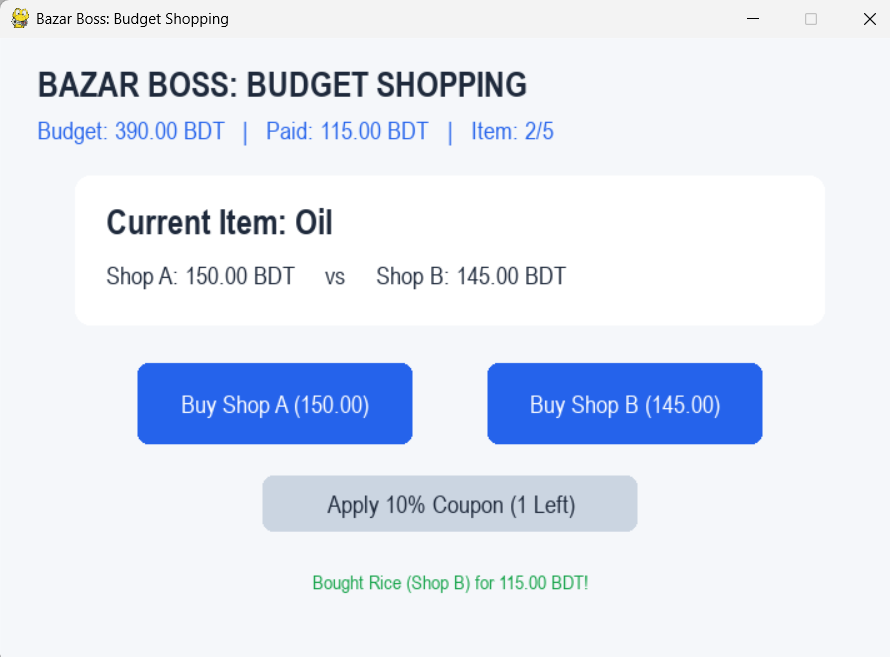 Bazar Boss: Budget Shopping
BAZAR BOSS: BUDGET SHOPPING
Budget: 390.00 BDT | Paid: 115.00 BDT | Item: 2/5
Current Item: Oil
Shop A: 150.00 BDT vs Shop B: 145.00 BDT
Buy Shop A (150.00) Buy Shop B (145.00)
Apply 10% Coupon (1 Left)
Bought Rice (Shop B) for 115.00 BDT!